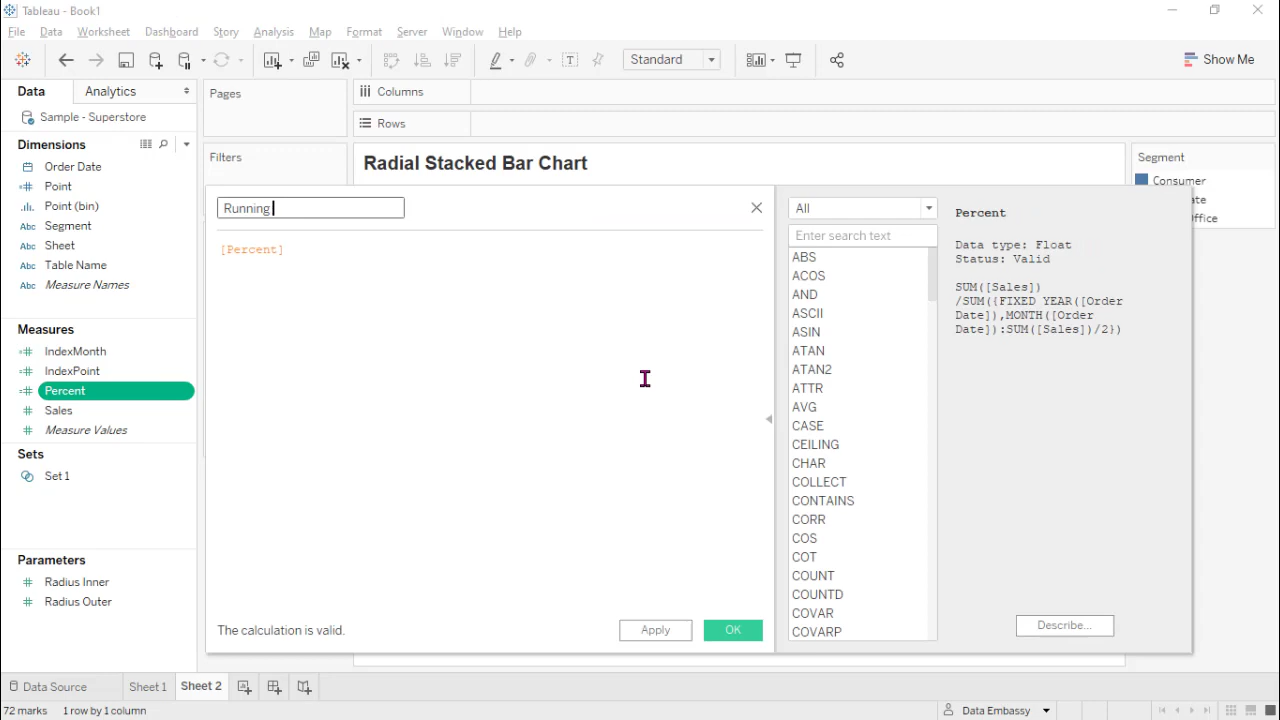 Tableau - Book1
File Data Worksheet Dashboard Story Analysis Map Format Server Window Help
Standard
Show Me
Data Analytics
Pages
Columns
Sample - Superstore
Rows
Dimensions
Filters
Radial Stacked Bar Chart
Segment
Consumer
ate
ffice
Order Date
Point
Point (bin)
Abc Segment
Abc Sheet
Abc Table Name
Abc Measure Names
Measures
IndexMonth
IndexPoint
Percent
Sales
Measure Values
Sets
Set 1
Parameters
Radius Inner
Radius Outer
Running
[Percent]
The calculation is valid.
Apply
OK
All
Enter search text
ABS
ACOS
AND
ASCII
ASIN
ATAN
ATAN2
ATTR
AVG
CASE
CEILING
CHAR
COLLECT
CONTAINS
CORR
COS
COT
COUNT
COUNTD
COVAR
COVARP
Percent
Data type: Float
Status: Valid
SUM([Sales])
/SUM({FIXED YEAR([Order
Date]),MONTH([Order
Date]):SUM([Sales])/2})
Describe...
Data Source Sheet 1 Sheet 2
72 marks 1 row by 1 column
Data Embassy